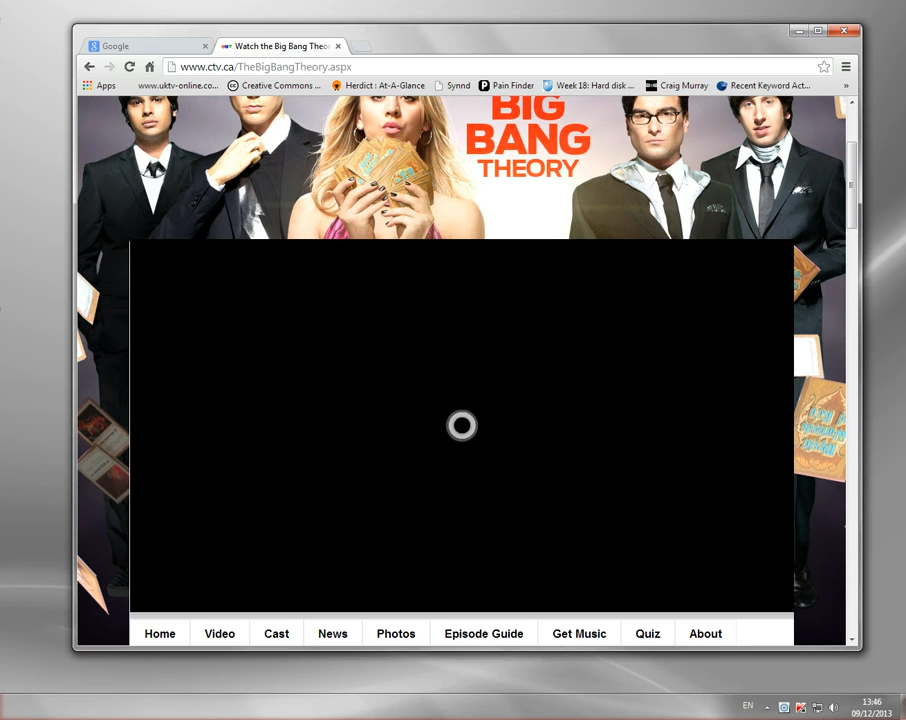 Google
Watch the Big Bang Theo
www.ctv.ca/TheBigBangTheory.aspx
Apps
www.uktv-online.co...
Creative Commons ...
Herdict : At-A-Glance
Synnd
Pain Finder
Week 18: Hard disk ...
Craig Murray
Recent Keyword Act...
»
BIG
BANG
THEORY
Home
Video
Cast
News
Photos
Episode Guide
Get Music
Quiz
About
EN
13:46
09/12/2013